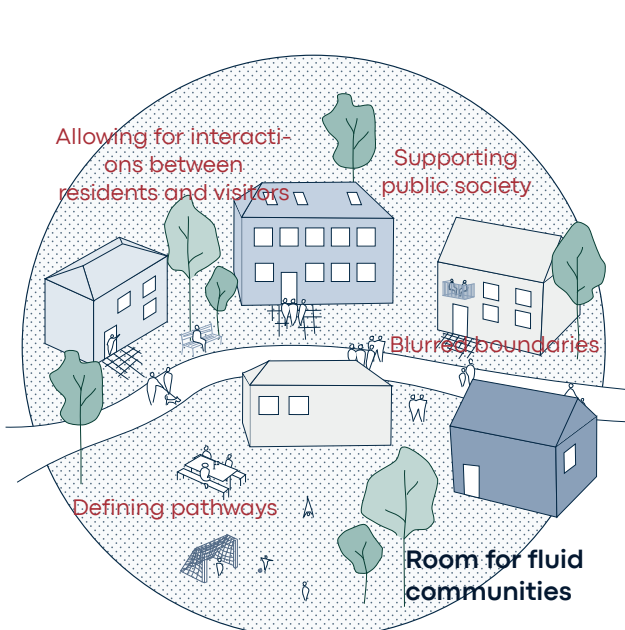 Allowing for interacti-
ons between
residents and visitors
Supporting
public society
Blurred boundaries
Defining pathways
Room for fluid
communities